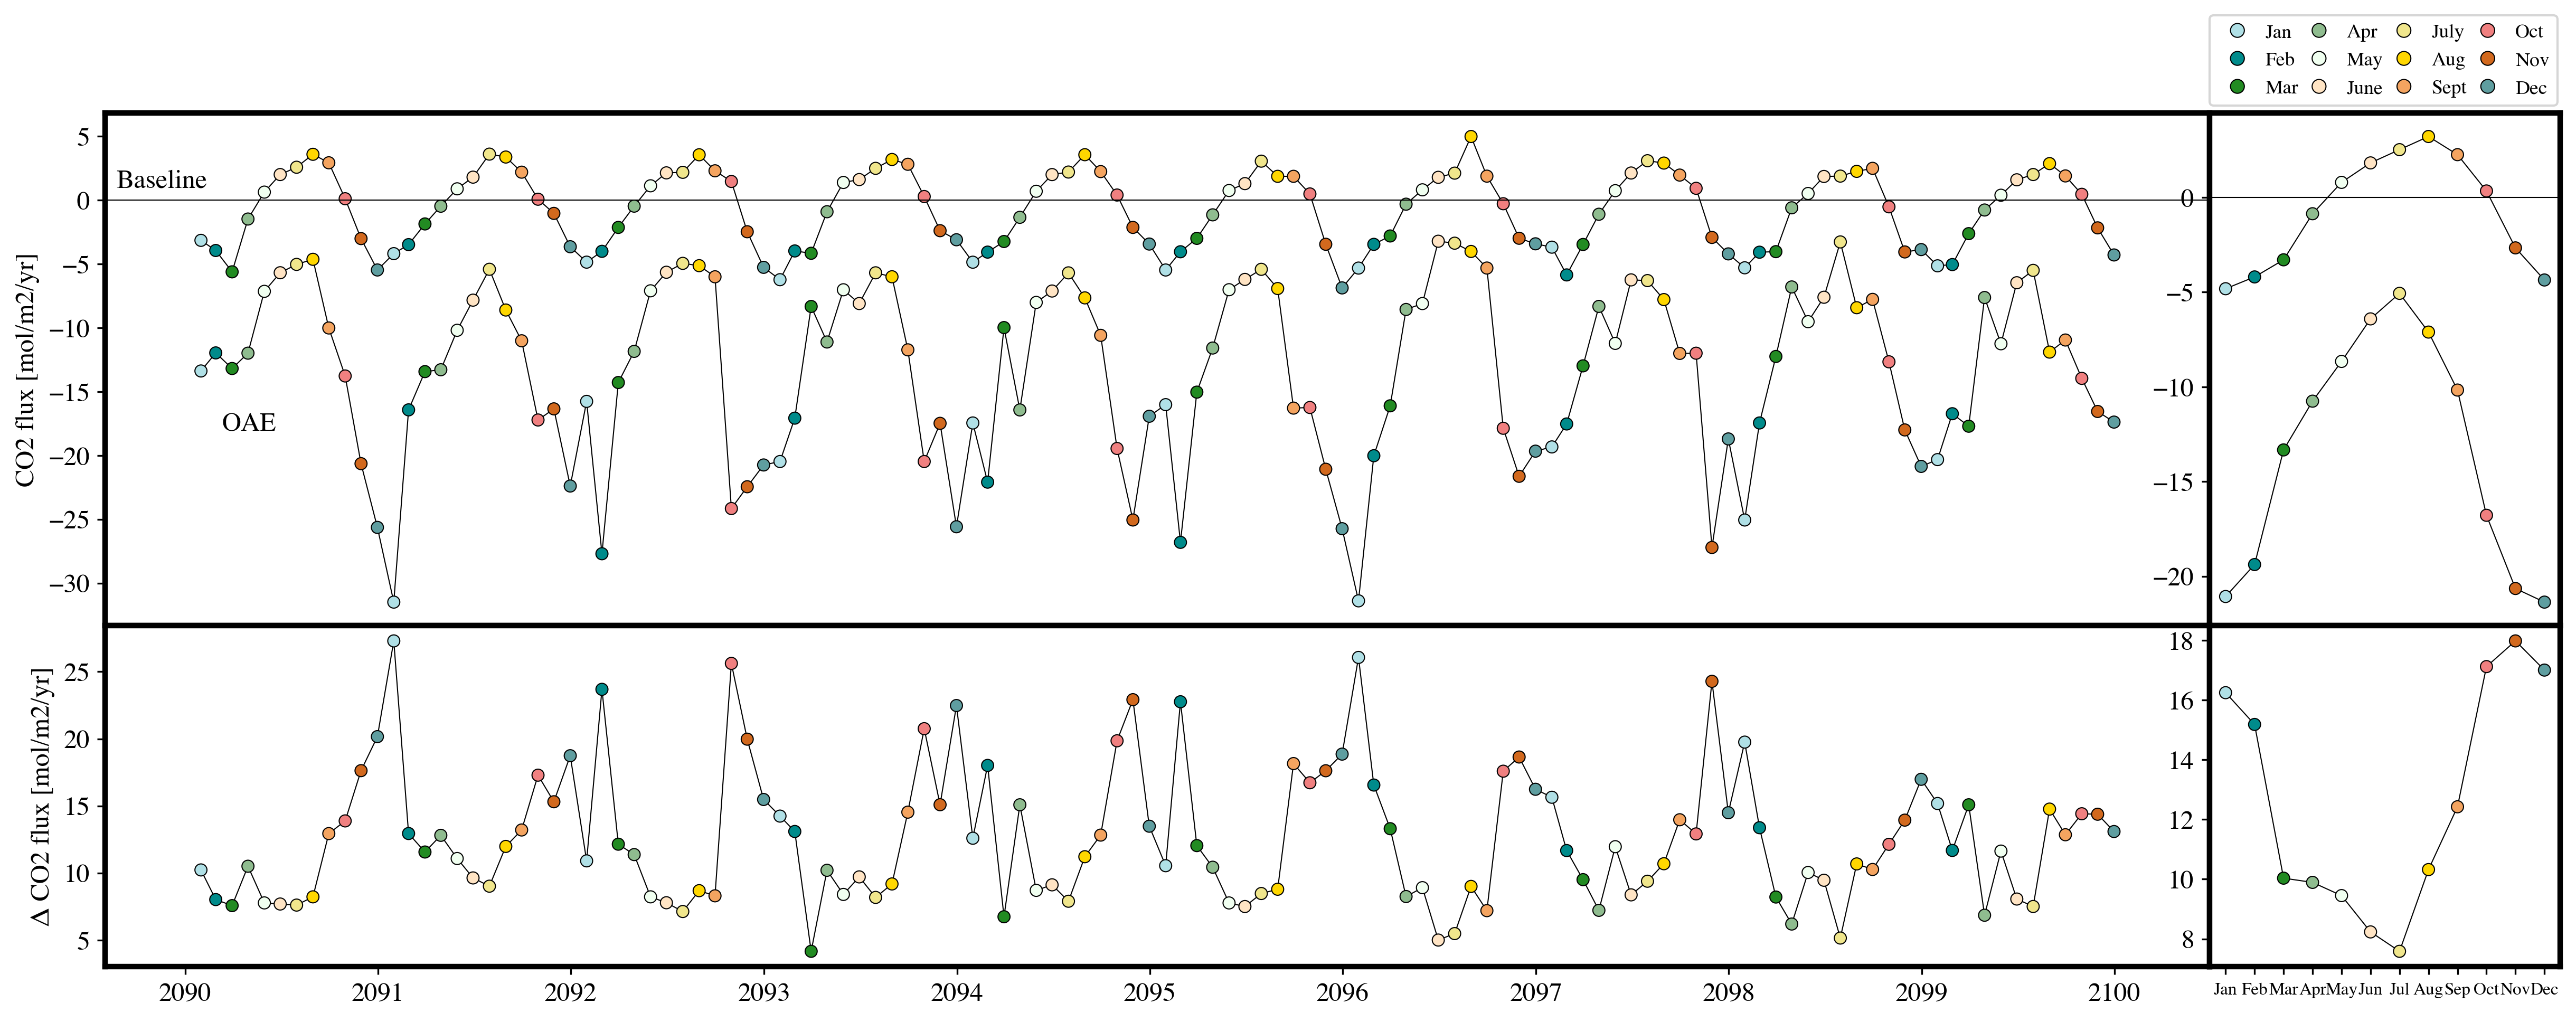 Jan Apr July Oct
Feb May Aug Nov
Mar June Sept Dec
CO2 flux [mol/m2/yr]
5
0
−5
−10
−15
−20
−25
−30
Baseline
OAE
0
−5
−10
−15
−20
Δ CO2 flux [mol/m2/yr]
25
20
15
10
5
18
16
14
12
10
8
2090 2091 2092 2093 2094 2095 2096 2097 2098 2099 2100
Jan Feb Mar Apr May Jun Jul Aug Sep Oct Nov Dec